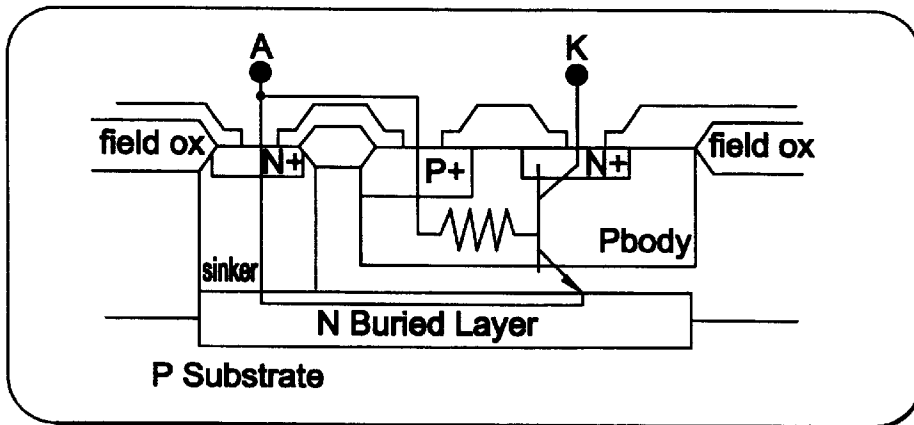 A
K
field ox
N+
P+
N+
field ox
Pbody
sinker
N Buried Layer
P Substrate